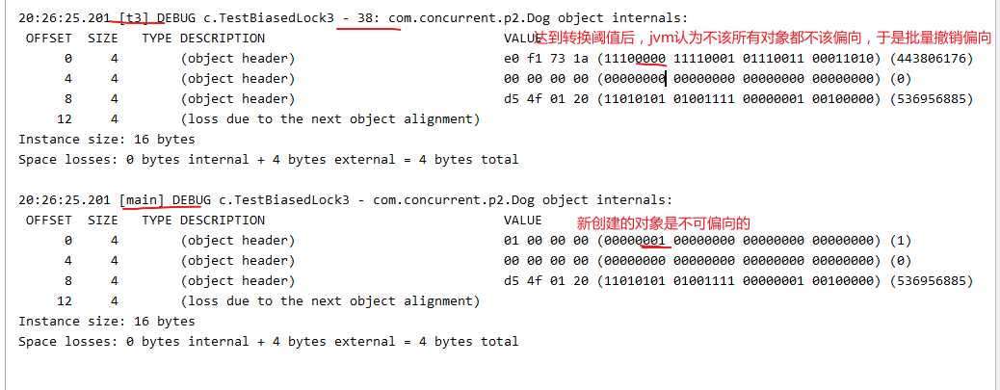 20:26:25.201 [t3] DEBUG c.TestBiasedLock3 - 38: com.concurrent.p2.Dog object internals:
OFFSET SIZE TYPE DESCRIPTION VALUE
达到转换阈值后，jvm认为不该所有对象都不该偏向，于是批量撤销偏向
0 4 (object header) e0 f1 73 1a (11100000 11110001 01110011 00011010) (443806176)
4 4 (object header) 00 00 00 00 (00000000 00000000 00000000 00000000) (0)
8 4 (object header) d5 4f 01 20 (11010101 01001111 00000001 00100000) (536956885)
12 4 (loss due to the next object alignment)
Instance size: 16 bytes
Space losses: 0 bytes internal + 4 bytes external = 4 bytes total
20:26:25.201 [main] DEBUG c.TestBiasedLock3 - com.concurrent.p2.Dog object internals:
OFFSET SIZE TYPE DESCRIPTION VALUE
新创建的对象是不可偏向的
0 4 (object header) 01 00 00 00 (00000001 00000000 00000000 00000000) (1)
4 4 (object header) 00 00 00 00 (00000000 00000000 00000000 00000000) (0)
8 4 (object header) d5 4f 01 20 (11010101 01001111 00000001 00100000) (536956885)
12 4 (loss due to the next object alignment)
Instance size: 16 bytes
Space losses: 0 bytes internal + 4 bytes external = 4 bytes total